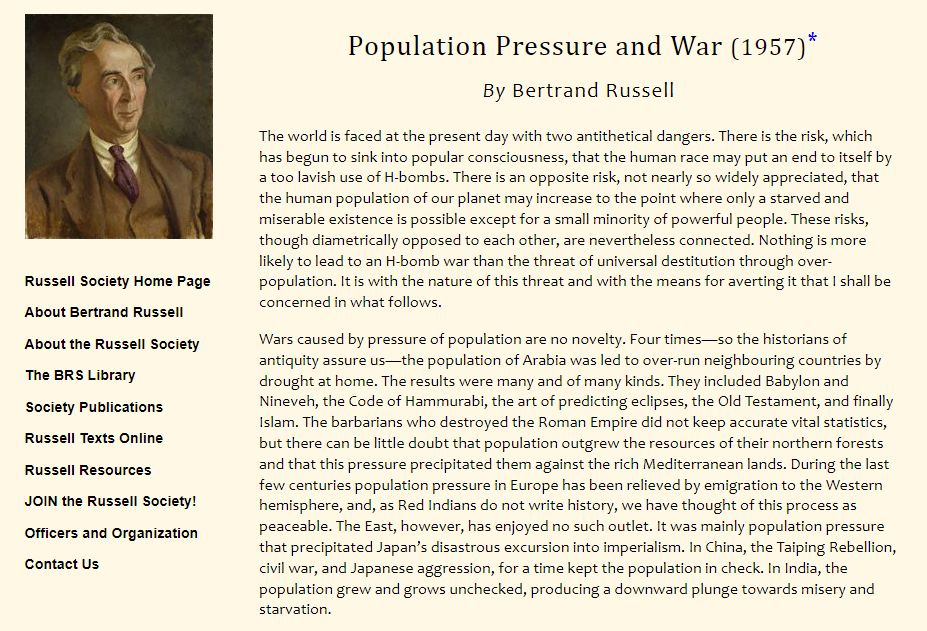 Population Pressure and War (1957)*
By Bertrand Russell
The world is faced at the present day with two antithetical dangers. There is the risk, which
has begun to sink into popular consciousness, that the human race may put an end to itself by
a too lavish use of H-bombs. There is an opposite risk, not nearly so widely appreciated, that
the human population of our planet may increase to the point where only a starved and
miserable existence is possible except for a small minority of powerful people. These risks,
though diametrically opposed to each other, are nevertheless connected. Nothing is more
likely to lead to an H-bomb war than the threat of universal destitution through over-
population. It is with the nature of this threat and with the means for averting it that I shall be
concerned in what follows.
Wars caused by pressure of population are no novelty. Four times—so the historians of
antiquity assure us—the population of Arabia was led to over-run neighbouring countries by
drought at home. The results were many and of many kinds. They included Babylon and
Nineveh, the Code of Hammurabi, the art of predicting eclipses, the Old Testament, and finally
Islam. The barbarians who destroyed the Roman Empire did not keep accurate vital statistics,
but there can be little doubt that population outgrew the resources of their northern forests
and that this pressure precipitated them against the rich Mediterranean lands. During the last
few centuries population pressure in Europe has been relieved by emigration to the Western
hemisphere, and, as Red Indians do not write history, we have thought of this process as
peaceable. The East, however, has enjoyed no such outlet. It was mainly population pressure
that precipitated Japan's disastrous excursion into imperialism. In China, the Taiping Rebellion,
civil war, and Japanese aggression, for a time kept the population in check. In India, the
population grew and grows unchecked, producing a downward plunge towards misery and
starvation.
Russell Society Home Page
About Bertrand Russell
About the Russell Society
The BRS Library
Society Publications
Russell Texts Online
Russell Resources
JOIN the Russell Society!
Officers and Organization
Contact Us